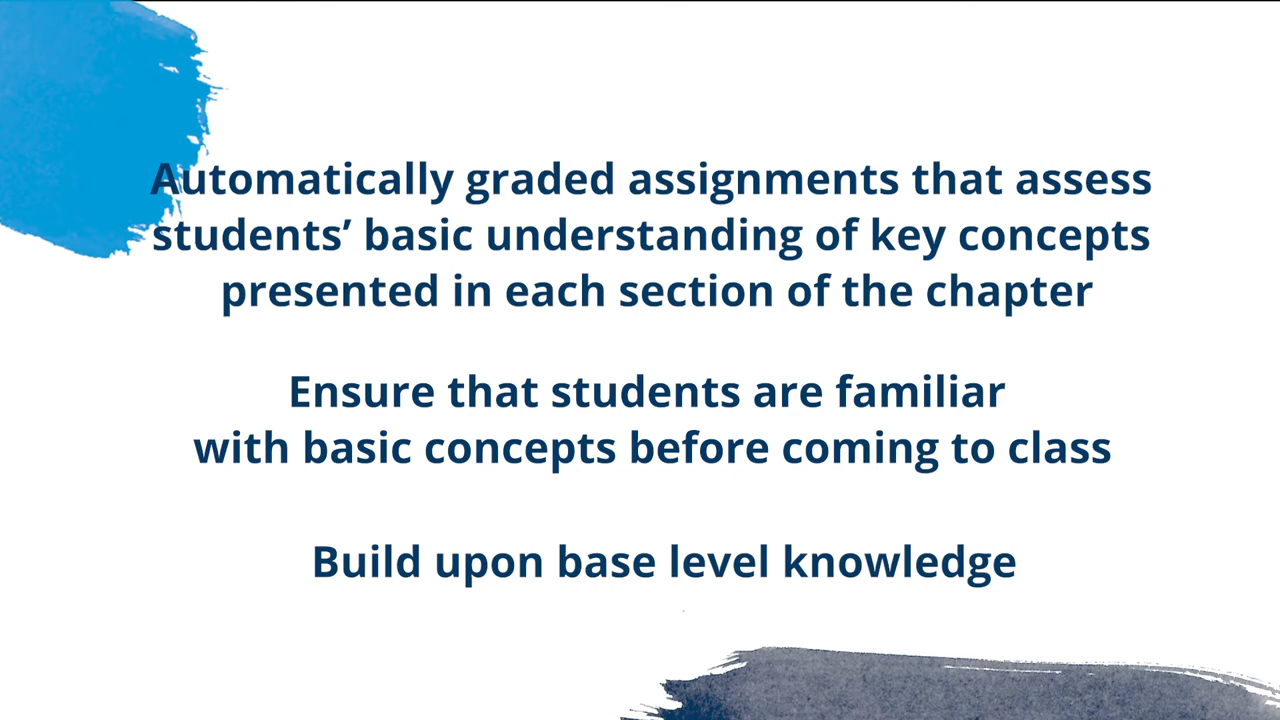 Automatically graded assignments that assess
students’ basic understanding of key concepts
presented in each section of the chapter
Ensure that students are familiar
with basic concepts before coming to class
Build upon base level knowledge